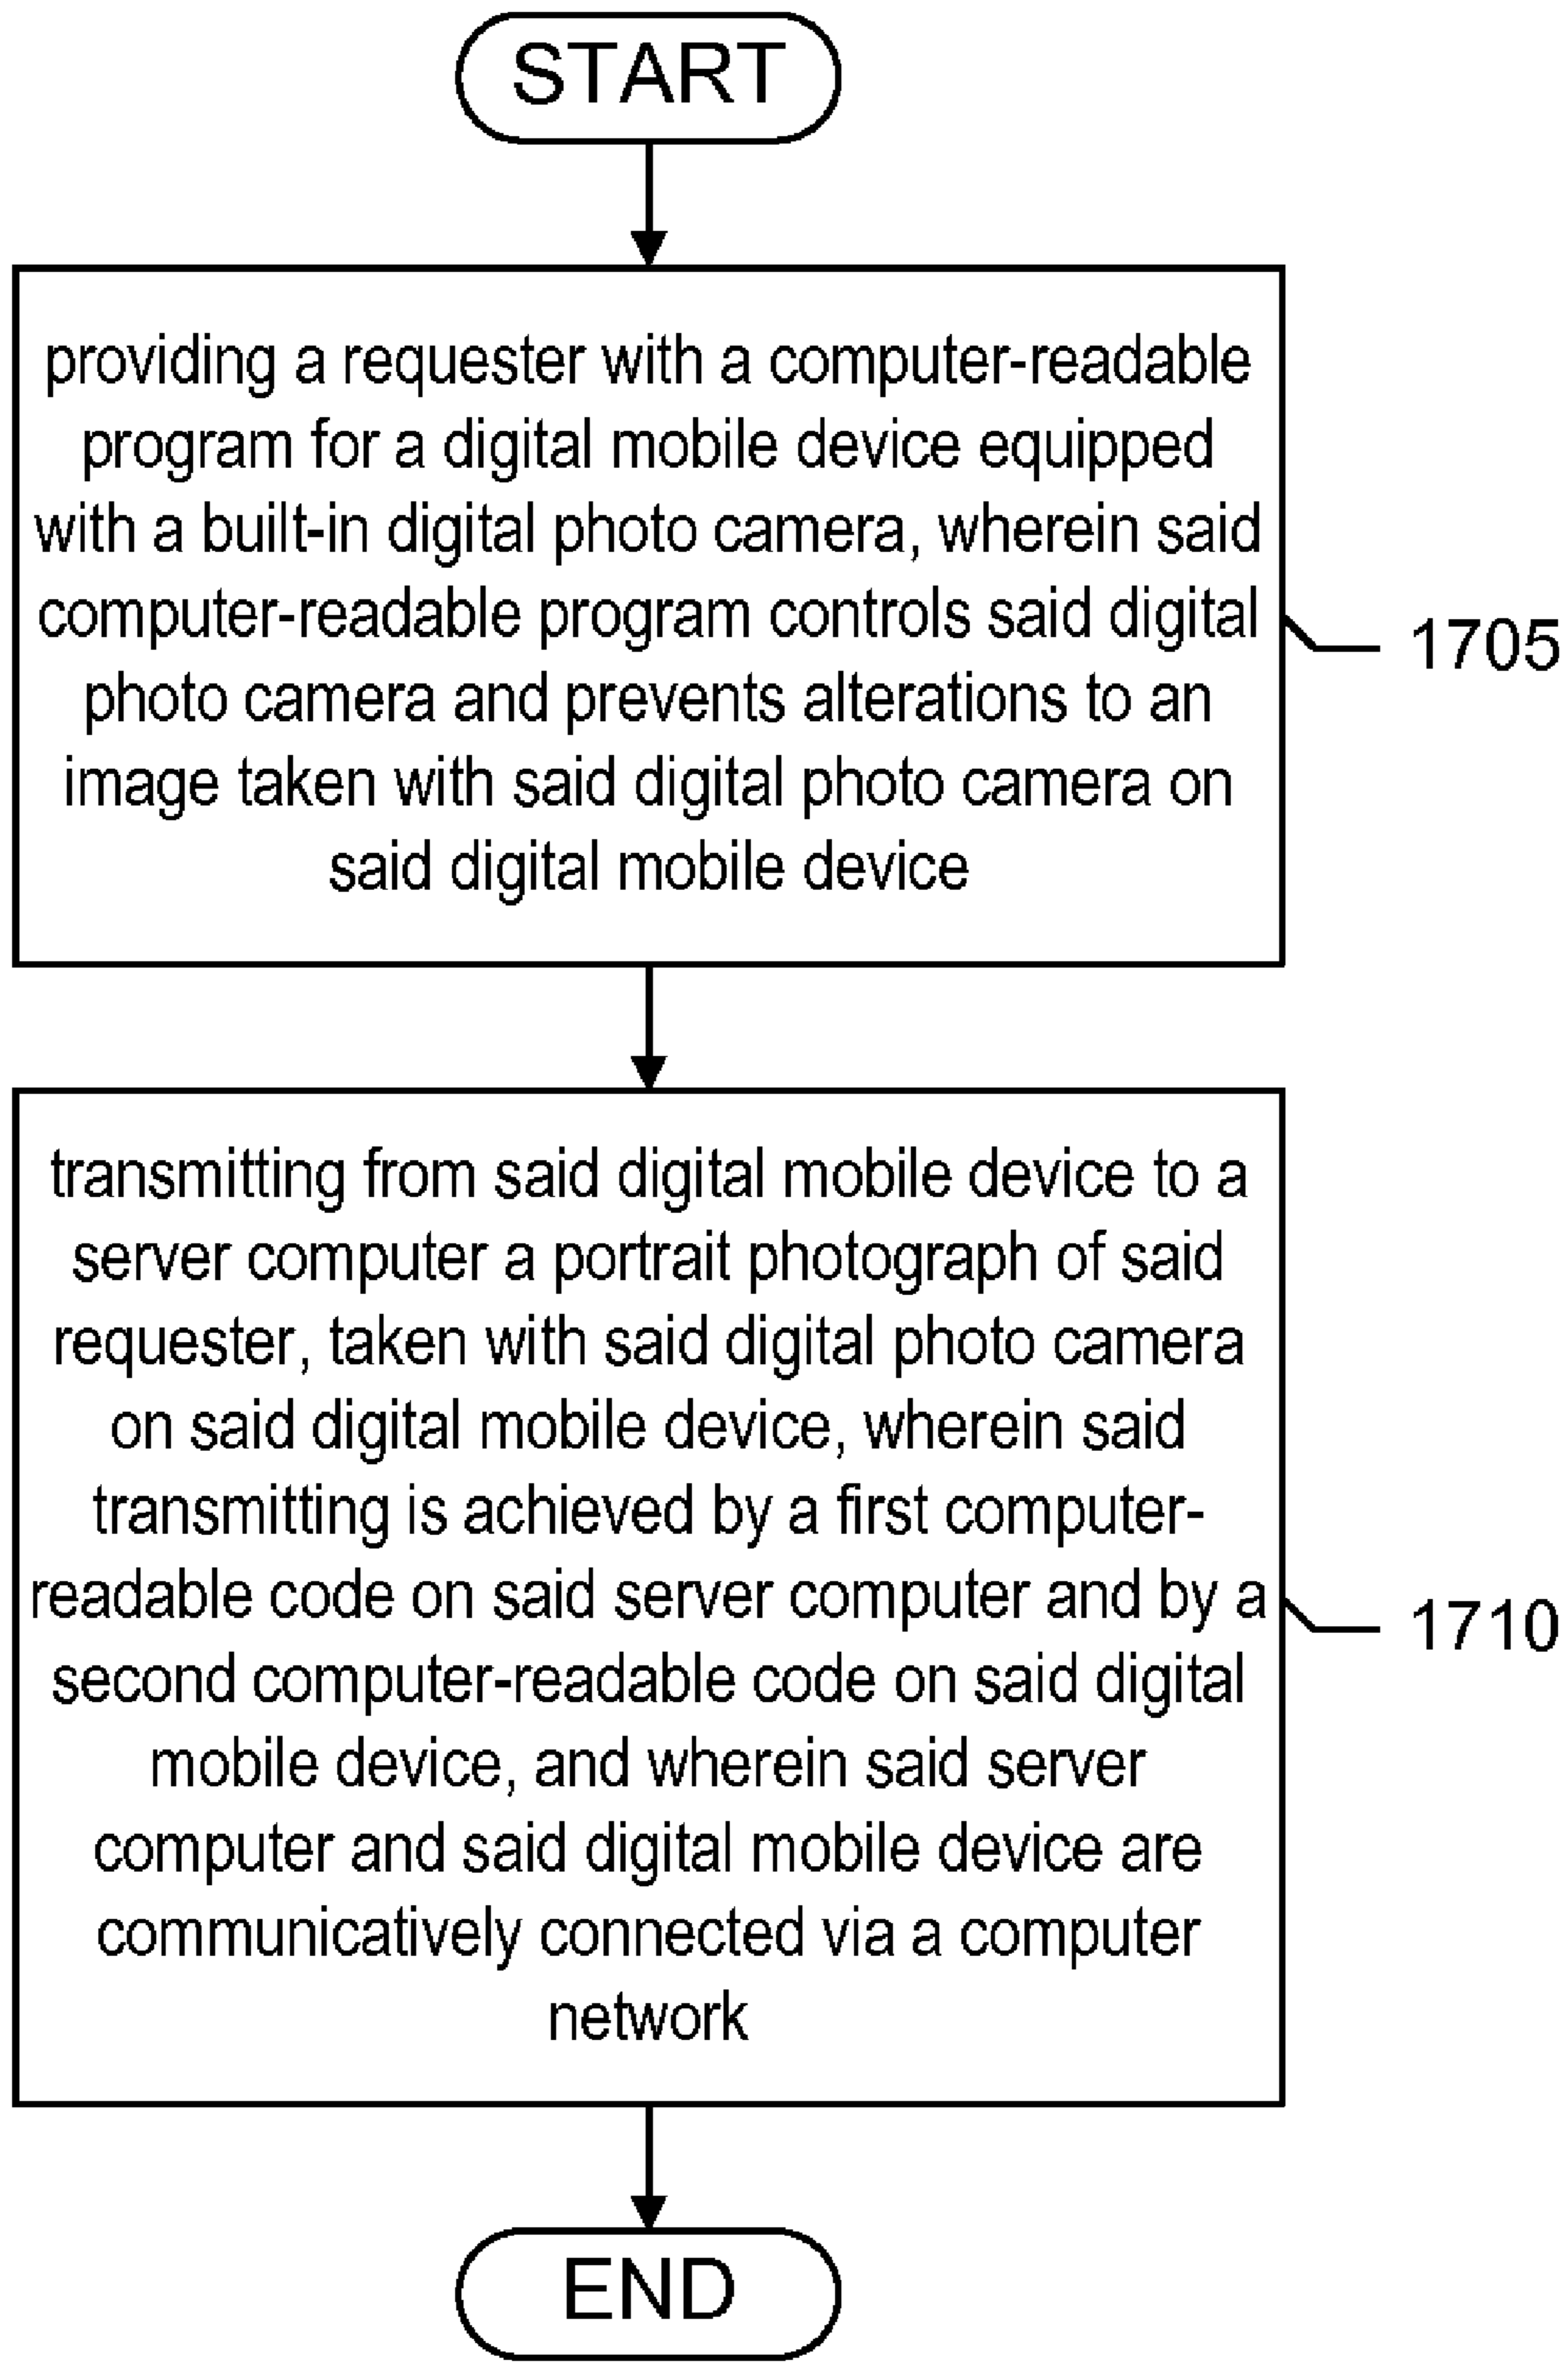 START
providing a requester with a computer-readable
program for a digital mobile device equipped
with a built-in digital photo camera, wherein said
computer-readable program controls said digital
photo camera and prevents alterations to an
image taken with said digital photo camera on
said digital mobile device
1705
transmitting from said digital mobile device to a
server computer a portrait photograph of said
requester, taken with said digital photo camera
on said digital mobile device, wherein said
transmitting is achieved by a first computer-
readable code on said server computer and by a
second computer-readable code on said digital
mobile device, and wherein said server
computer and said digital mobile device are
communicatively connected via a computer
network
1710
END